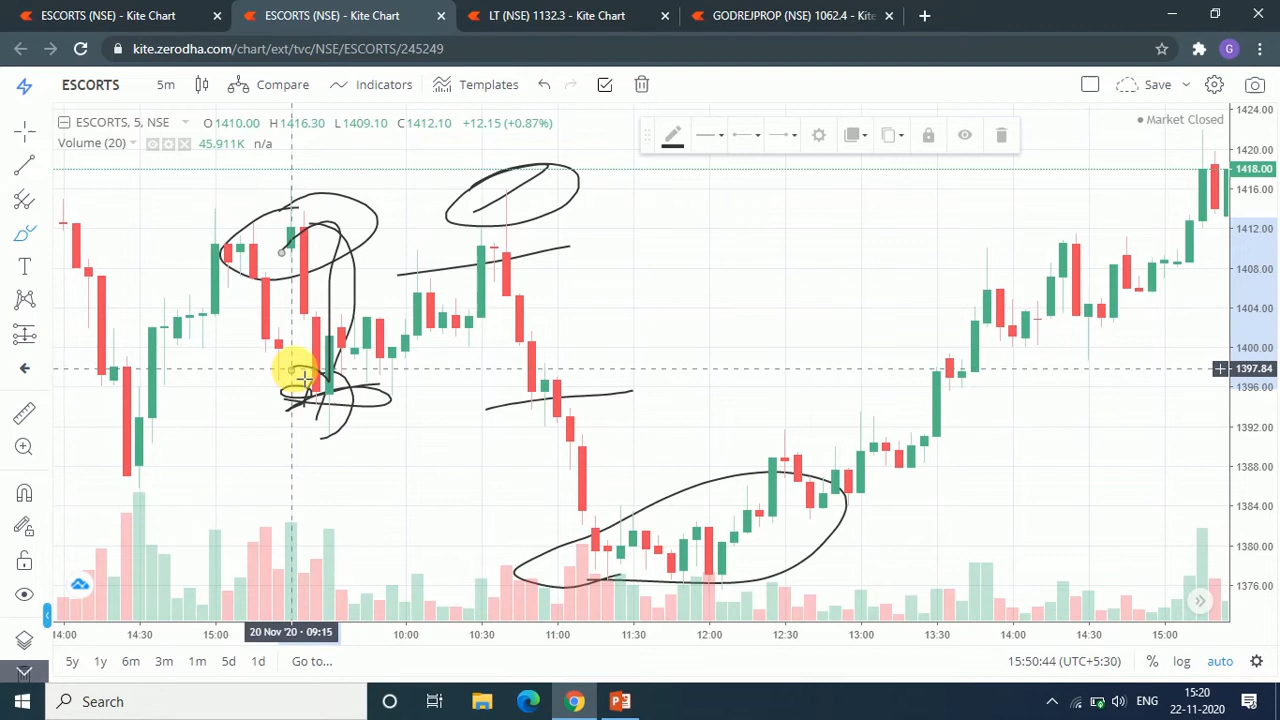 ESCORTS (NSE) - Kite Chart
ESCORTS (NSE) - Kite Chart
LT (NSE) 1132.3 - Kite Chart
GODREJPROP (NSE) 1062.4 - Kite
kite.zerodha.com/chart/ext/tvc/NSE/ESCORTS/245249
G
ESCORTS 5m Compare Indicators Templates Save
ESCORTS, 5, NSE O1410.00 H1416.30 L1409.10 C1412.10 +12.15 (+0.87%)
Volume (20) 45.911K n/a
Market Closed
1424.00
1420.00
1418.00
1416.00
1412.00
1408.00
1404.00
1400.00
1397.84
1396.00
1392.00
1388.00
1384.00
1380.00
1376.00
14:00 14:30 15:00 20 Nov '20 · 09:15 10:00 10:30 11:00 11:30 12:00 12:30 13:00 13:30 14:00 14:30 15:00
5y 1y 6m 3m 1m 5d 1d Go to... 15:50:44 (UTC+5:30) % log auto
Search
ENG
15:20
22-11-2020